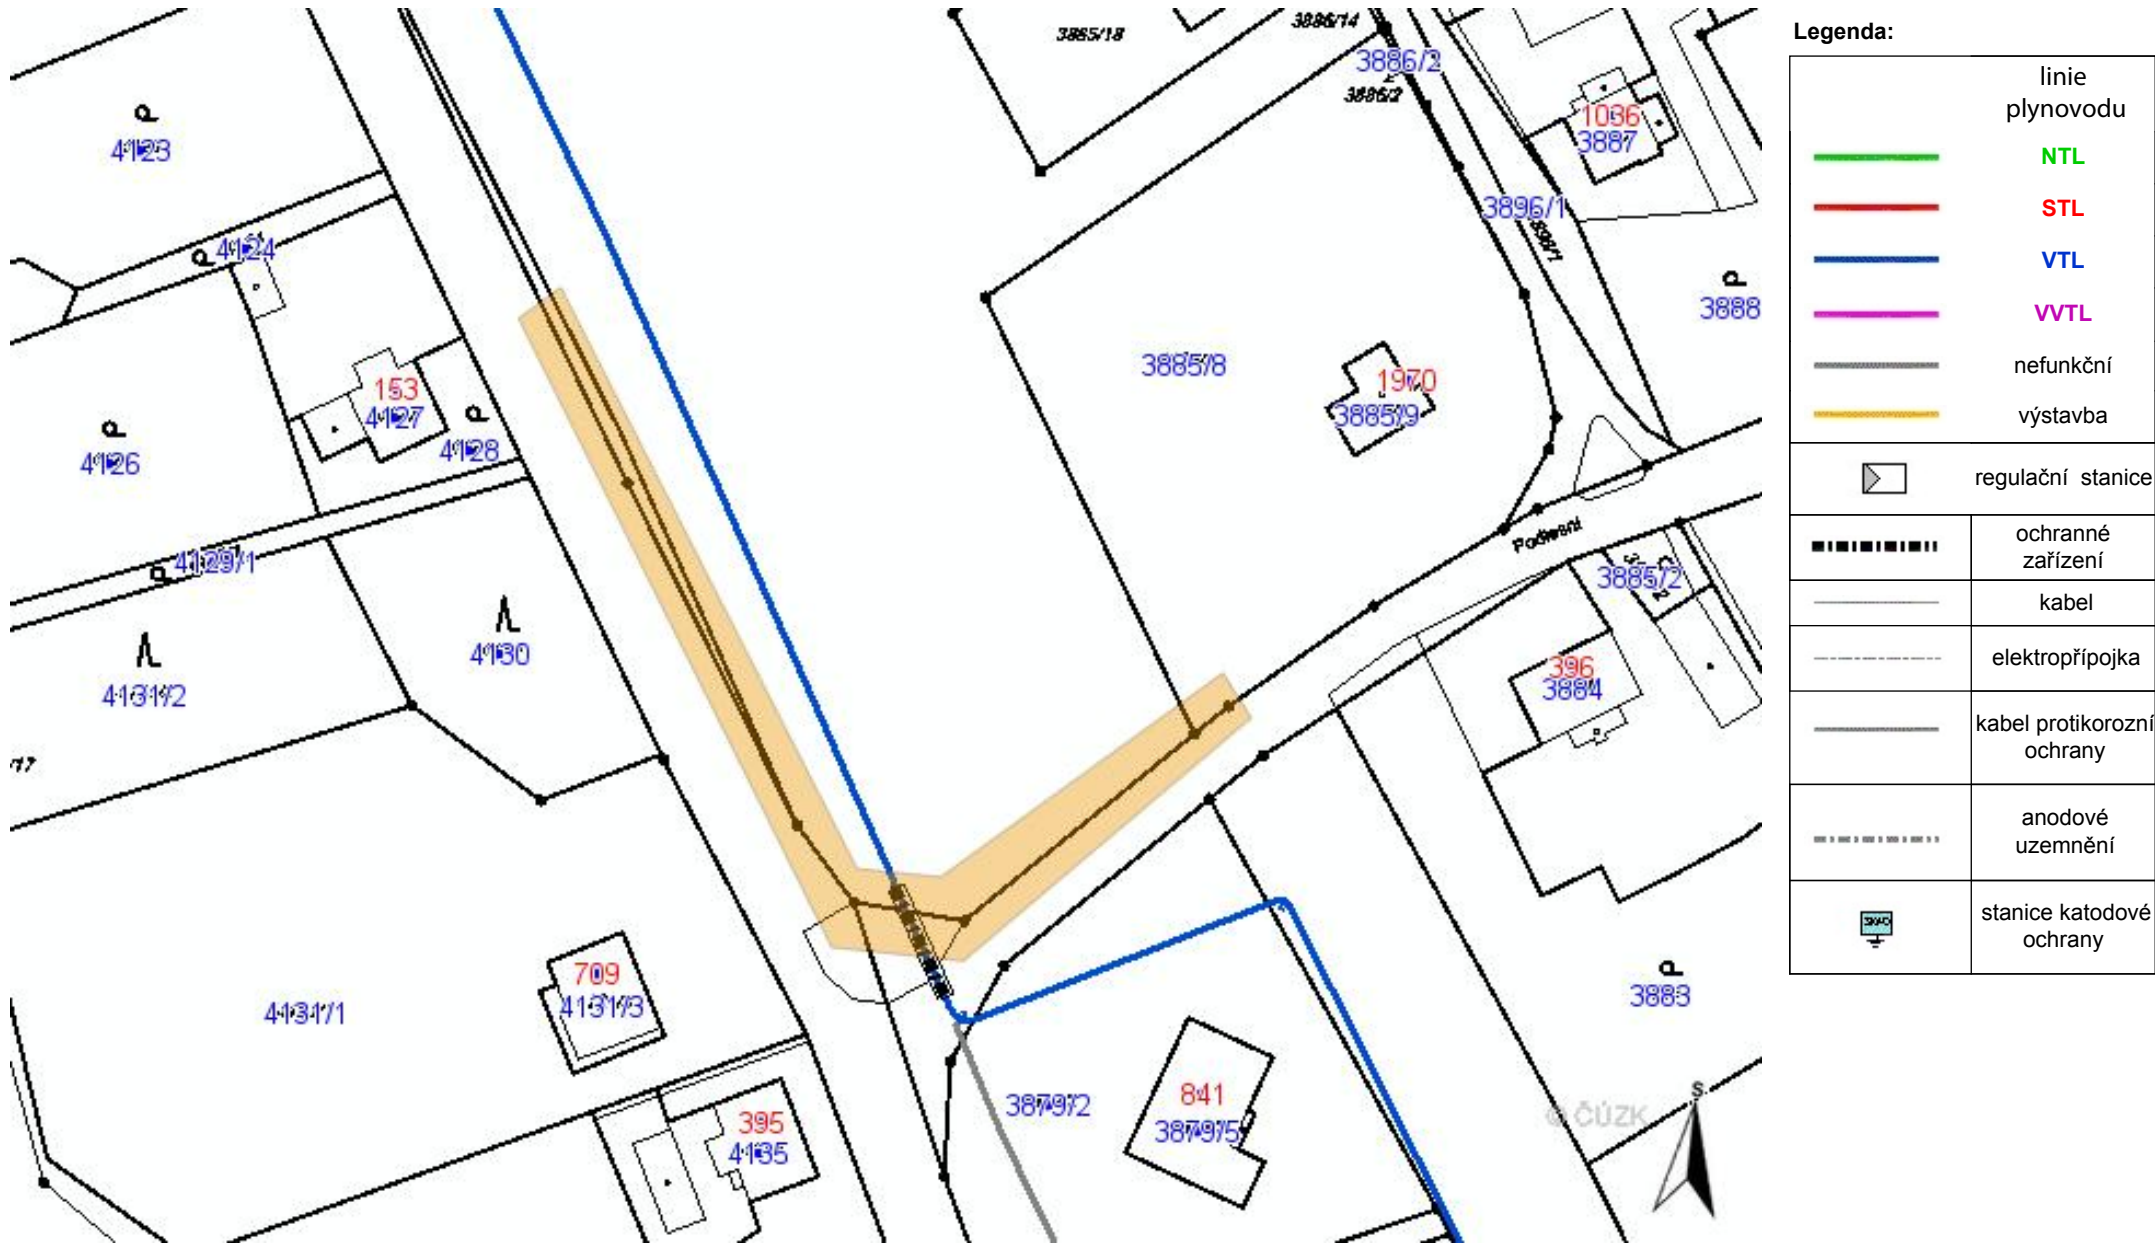 3885/18
3886/14
3886/2
3886/2
1036
3887
3896/1
3888
4123
4124
153
4127
4128
4126
4129/1
4130
4131/2
3885/8
1970
3885/9
Podlesní
3885/2
396
3884
3883
709
4131/3
4131/1
395
4135
3879/2
841
3879/5
© ČÚZK
S
Legenda:
linie
plynovodu
NTL
STL
VTL
VVTL
nefunkční
výstavba
regulační stanice
ochranné
zařízení
kabel
elektropřípojka
kabel protikorozní
ochrany
anodové
uzemnění
SKAO
stanice katodové
ochrany